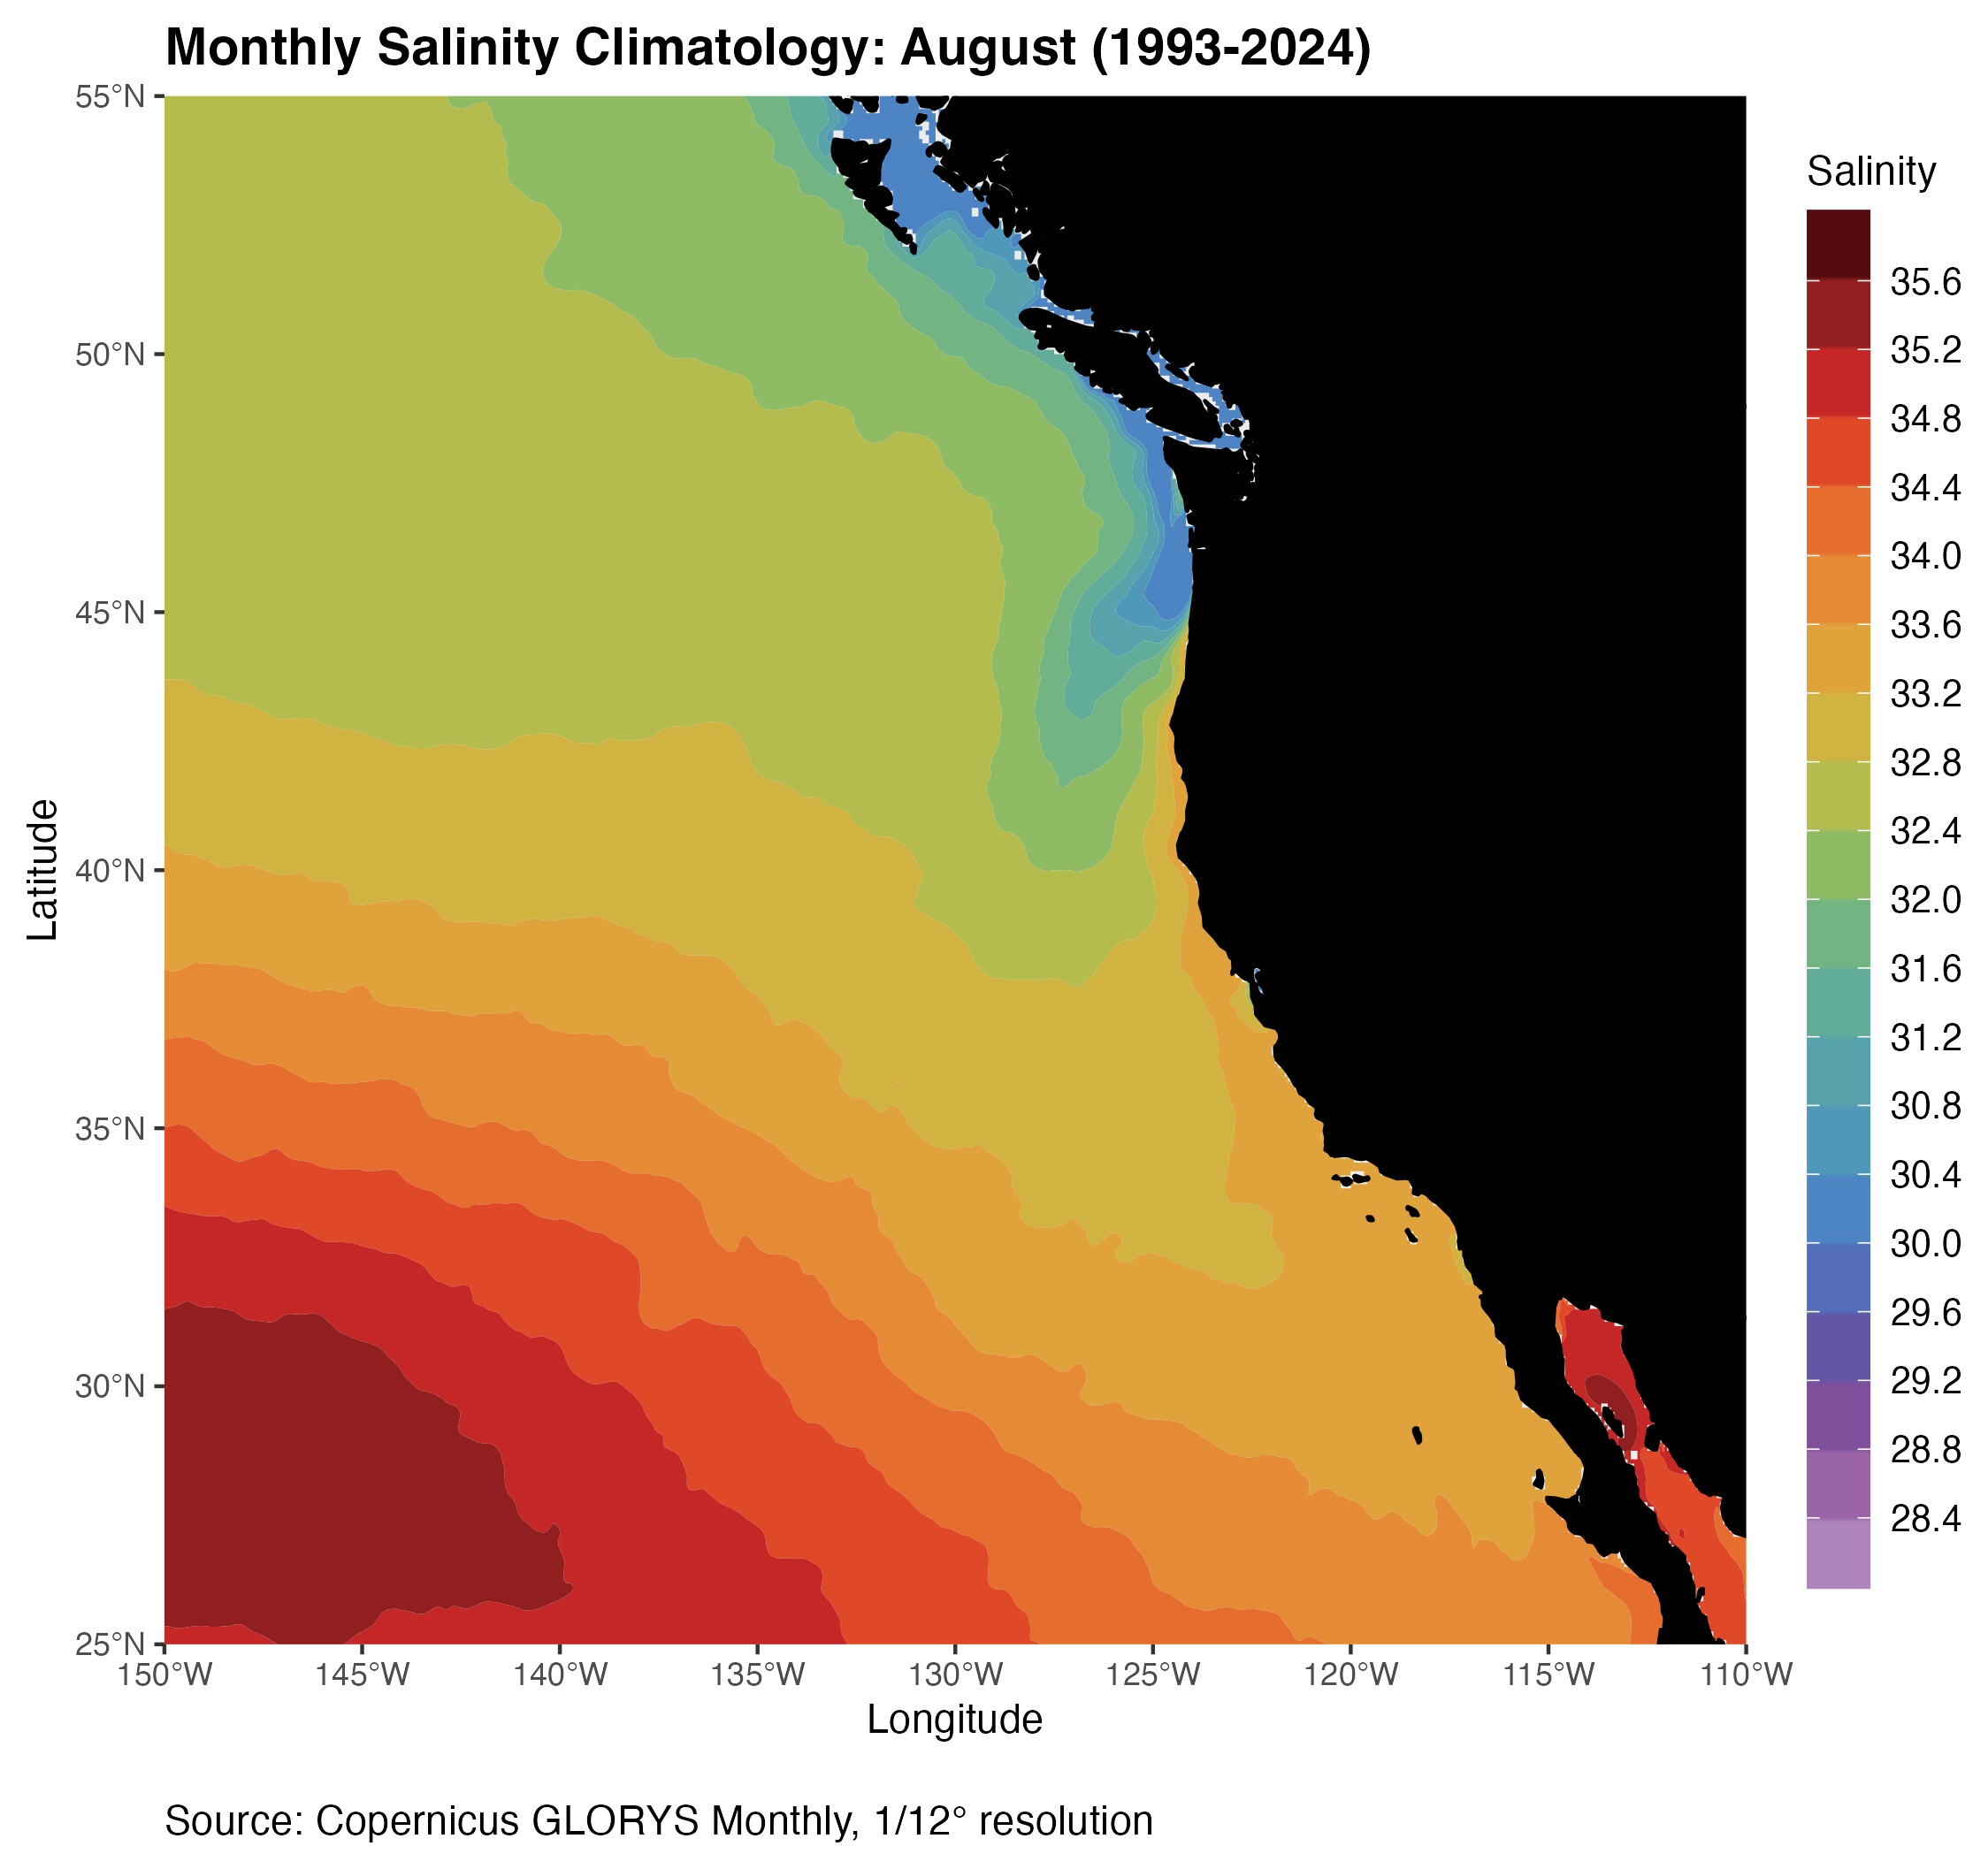 Monthly Salinity Climatology: August (1993-2024)
55°N
50°N
45°N
40°N
35°N
30°N
25°N
Latitude
150°W 145°W 140°W 135°W 130°W 125°W 120°W 115°W 110°W
Longitude
Salinity
35.6
35.2
34.8
34.4
34.0
33.6
33.2
32.8
32.4
32.0
31.6
31.2
30.8
30.4
30.0
29.6
29.2
28.8
28.4
Source: Copernicus GLORYS Monthly, 1/12° resolution